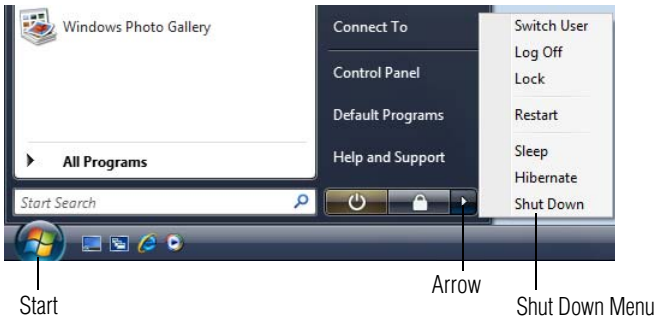 Windows Photo Gallery
All Programs
Start Search
Connect To
Control Panel
Default Programs
Help and Support
Switch User
Log Off
Lock
Restart
Sleep
Hibernate
Shut Down
Start
Arrow
Shut Down Menu